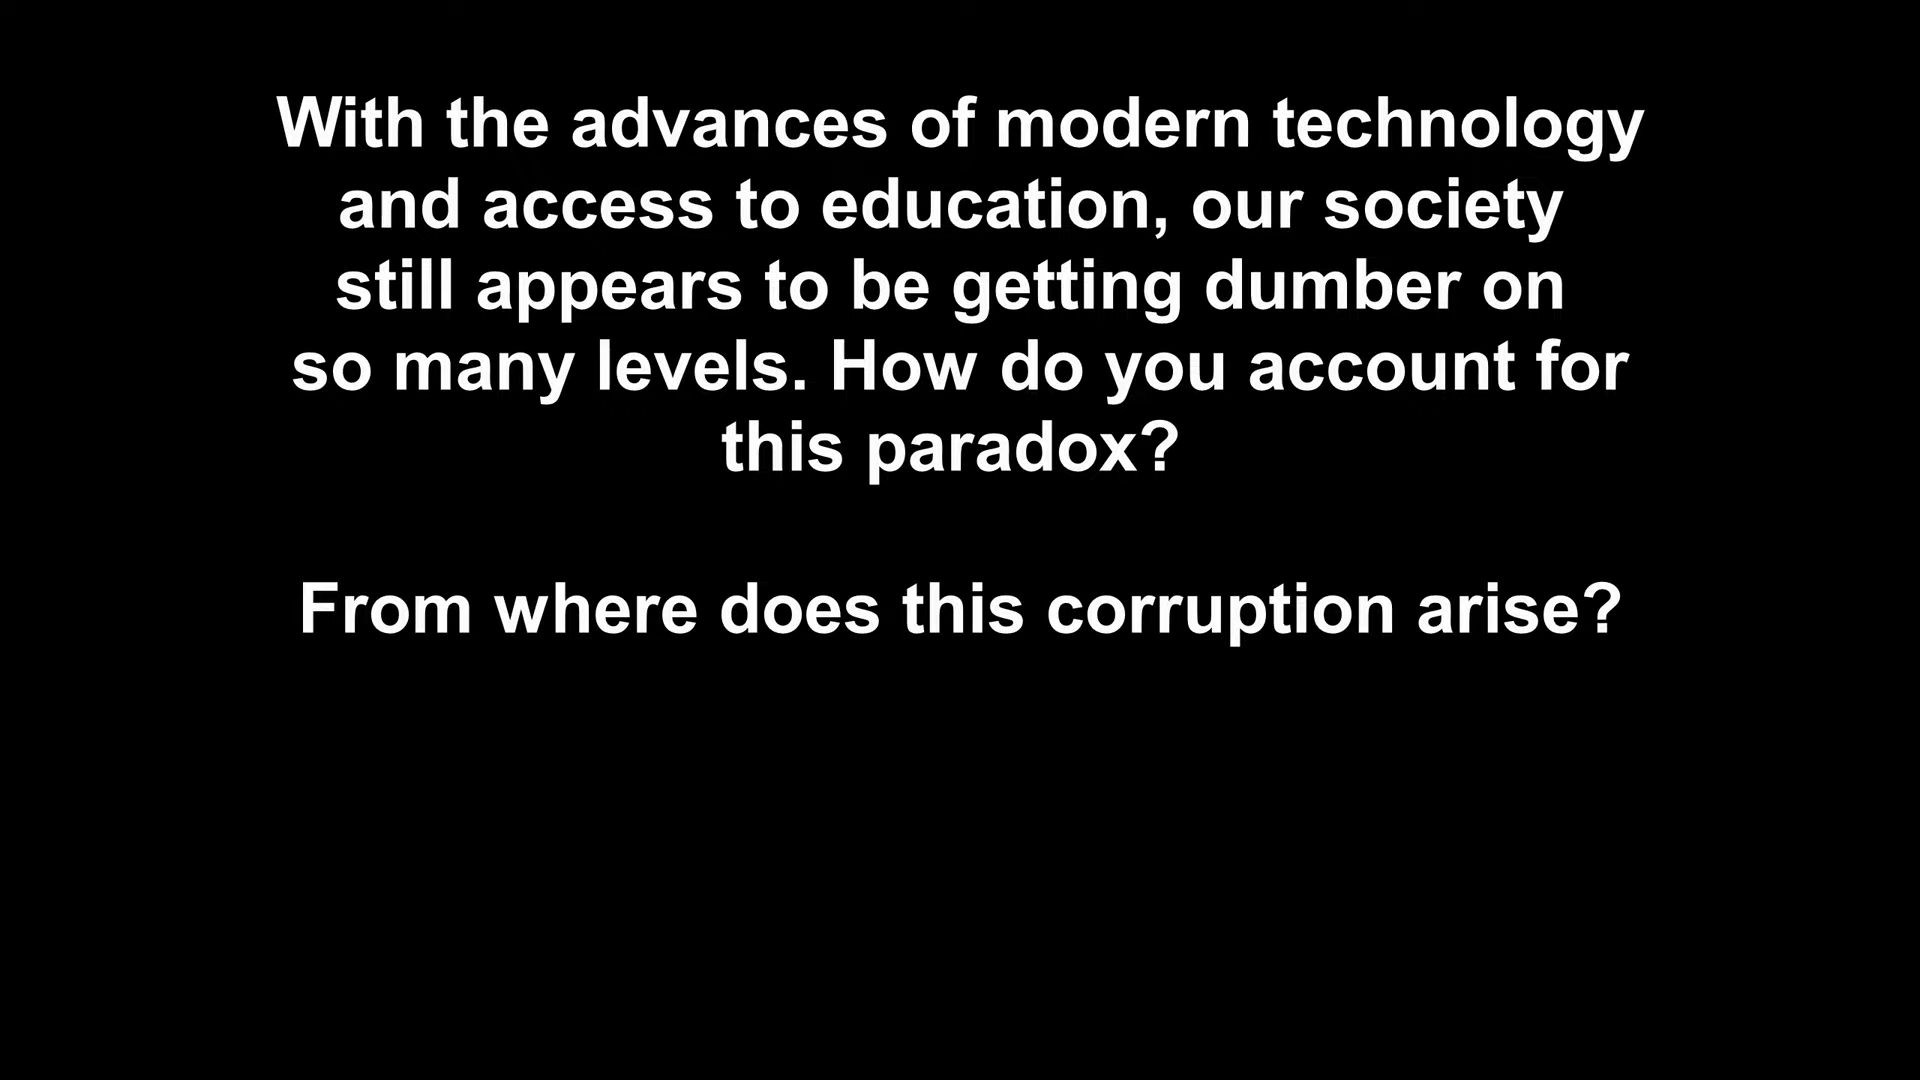 With the advances of modern technology
and access to education, our society
still appears to be getting dumber on
so many levels. How do you account for
this paradox?
From where does this corruption arise?